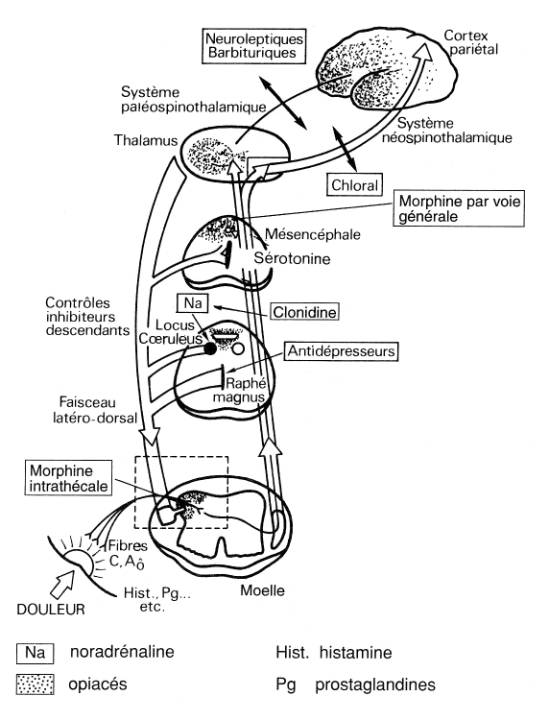 Neuroleptiques
Barbituriques
Cortex
pariétal
Système
paléospinothalamique
Système
néospinothalamique
Thalamus
Chloral
Morphine par voie
générale
Mésencéphale
Sérotonine
Contrôles
inhibiteurs
descendants
Na
Clonidine
Locus
Cœruleus
Antidépresseurs
Raphé
magnus
Faisceau
latéro-dorsal
Morphine
intrathécale
Fibres
C, Aδ
Hist., Pg...
etc.
Moelle
DOULEUR
Na noradrénaline
Hist. histamine
opiacés
Pg prostaglandines